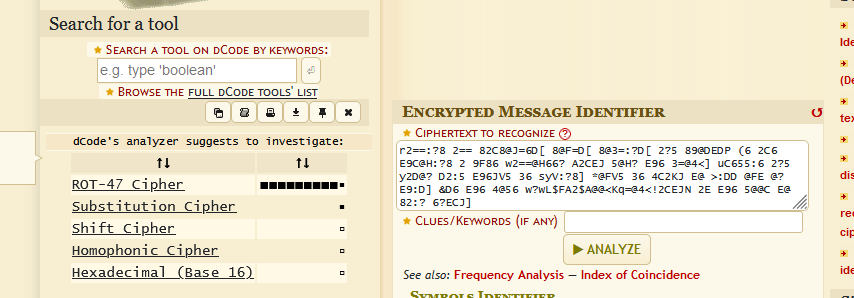 Search for a tool
★ Search a tool on dCode by keywords:
e.g. type 'boolean'
★ Browse the full dCode tools' list
dCode's analyzer suggests to investigate:
↑↓ ↑↓
ROT-47 Cipher
Substitution Cipher
Shift Cipher
Homophonic Cipher
Hexadecimal (Base 16)
Encrypted Message Identifier
★ Ciphertext to recognize ?
r2==:?8 2== 82C8@J=6D[ 8@F=D[ 8@3=:?D[ 2?5 89@DEDP (6 2C6
E9C@H:?8 2 9F86 w2==@H66? A2CEJ 5@H? E96 3=@4<] uC655:6 2?5
y2D@? D2:5 E96JV5 36 syV:?8] *@FV5 36 4C2KJ E@ >:DD @FE @?
E9:D] &D6 E96 4@56 w?wL$FA2$A@@<Kq=@4<!2CEJN 2E E96 5@@C E@
82:? 6?ECJ]
★ Clues/Keywords (if any)
▶ ANALYZE
See also: Frequency Analysis — Index of Coincidence
Ide
(De
text
dis
rec
cip
ide